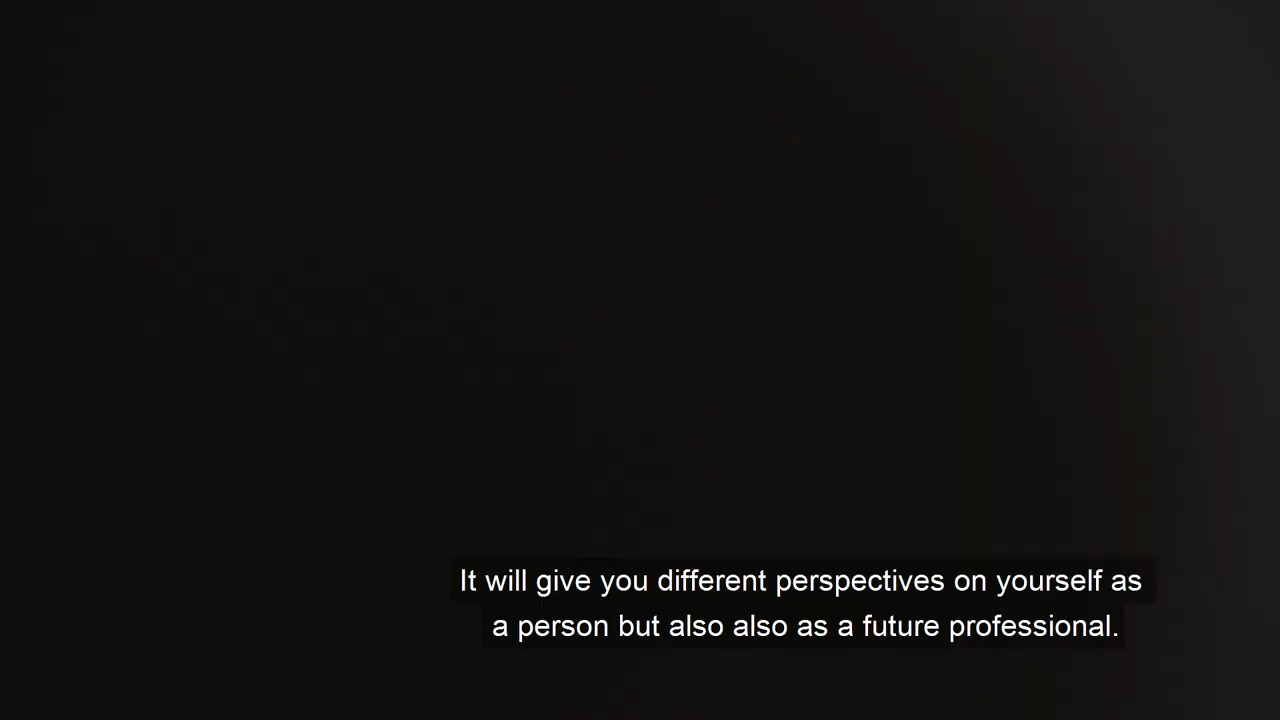 It will give you different perspectives on yourself as
a person but also also as a future professional.